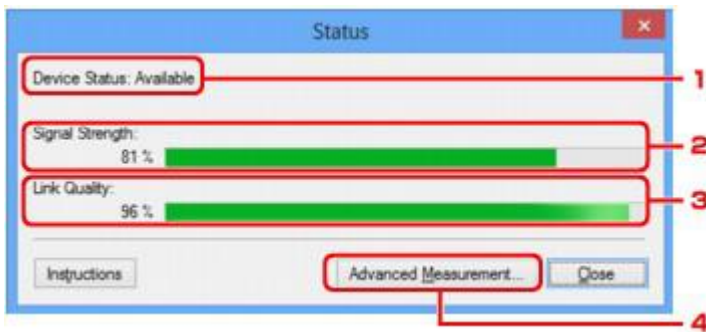 Status
Device Status: Available
1
Signal Strength:
81 %
2
Link Quality:
96 %
3
Instructions
Advanced Measurement...
Close
4